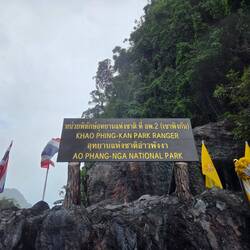 หน่วยพิทักษ์อุทยานแห่งชาติ ที่ อพ.2 (เขาพิงกัน)
KHAO PHING-KAN PARK RANGER
อุทยานแห่งชาติอ่าวพังงา
AO PHANG-NGA NATIONAL PARK